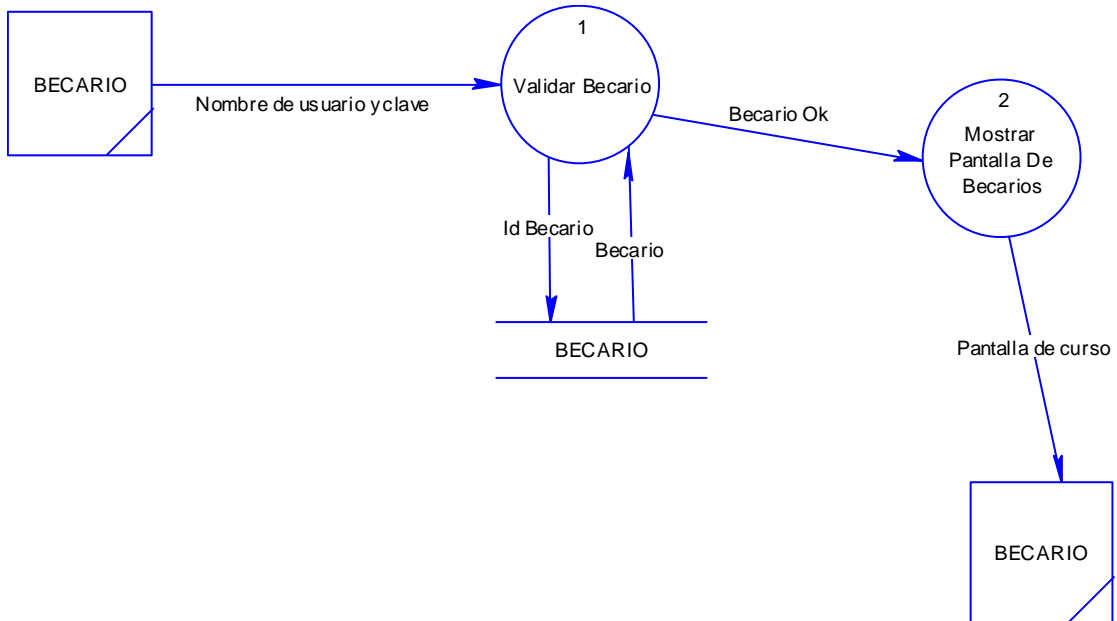 BECARIO
Nombre de usuario y clave
1
Validar Becario
Becario Ok
2
Mostrar
Pantalla De
Becarios
Id Becario
Becario
BECARIO
Pantalla de curso
BECARIO